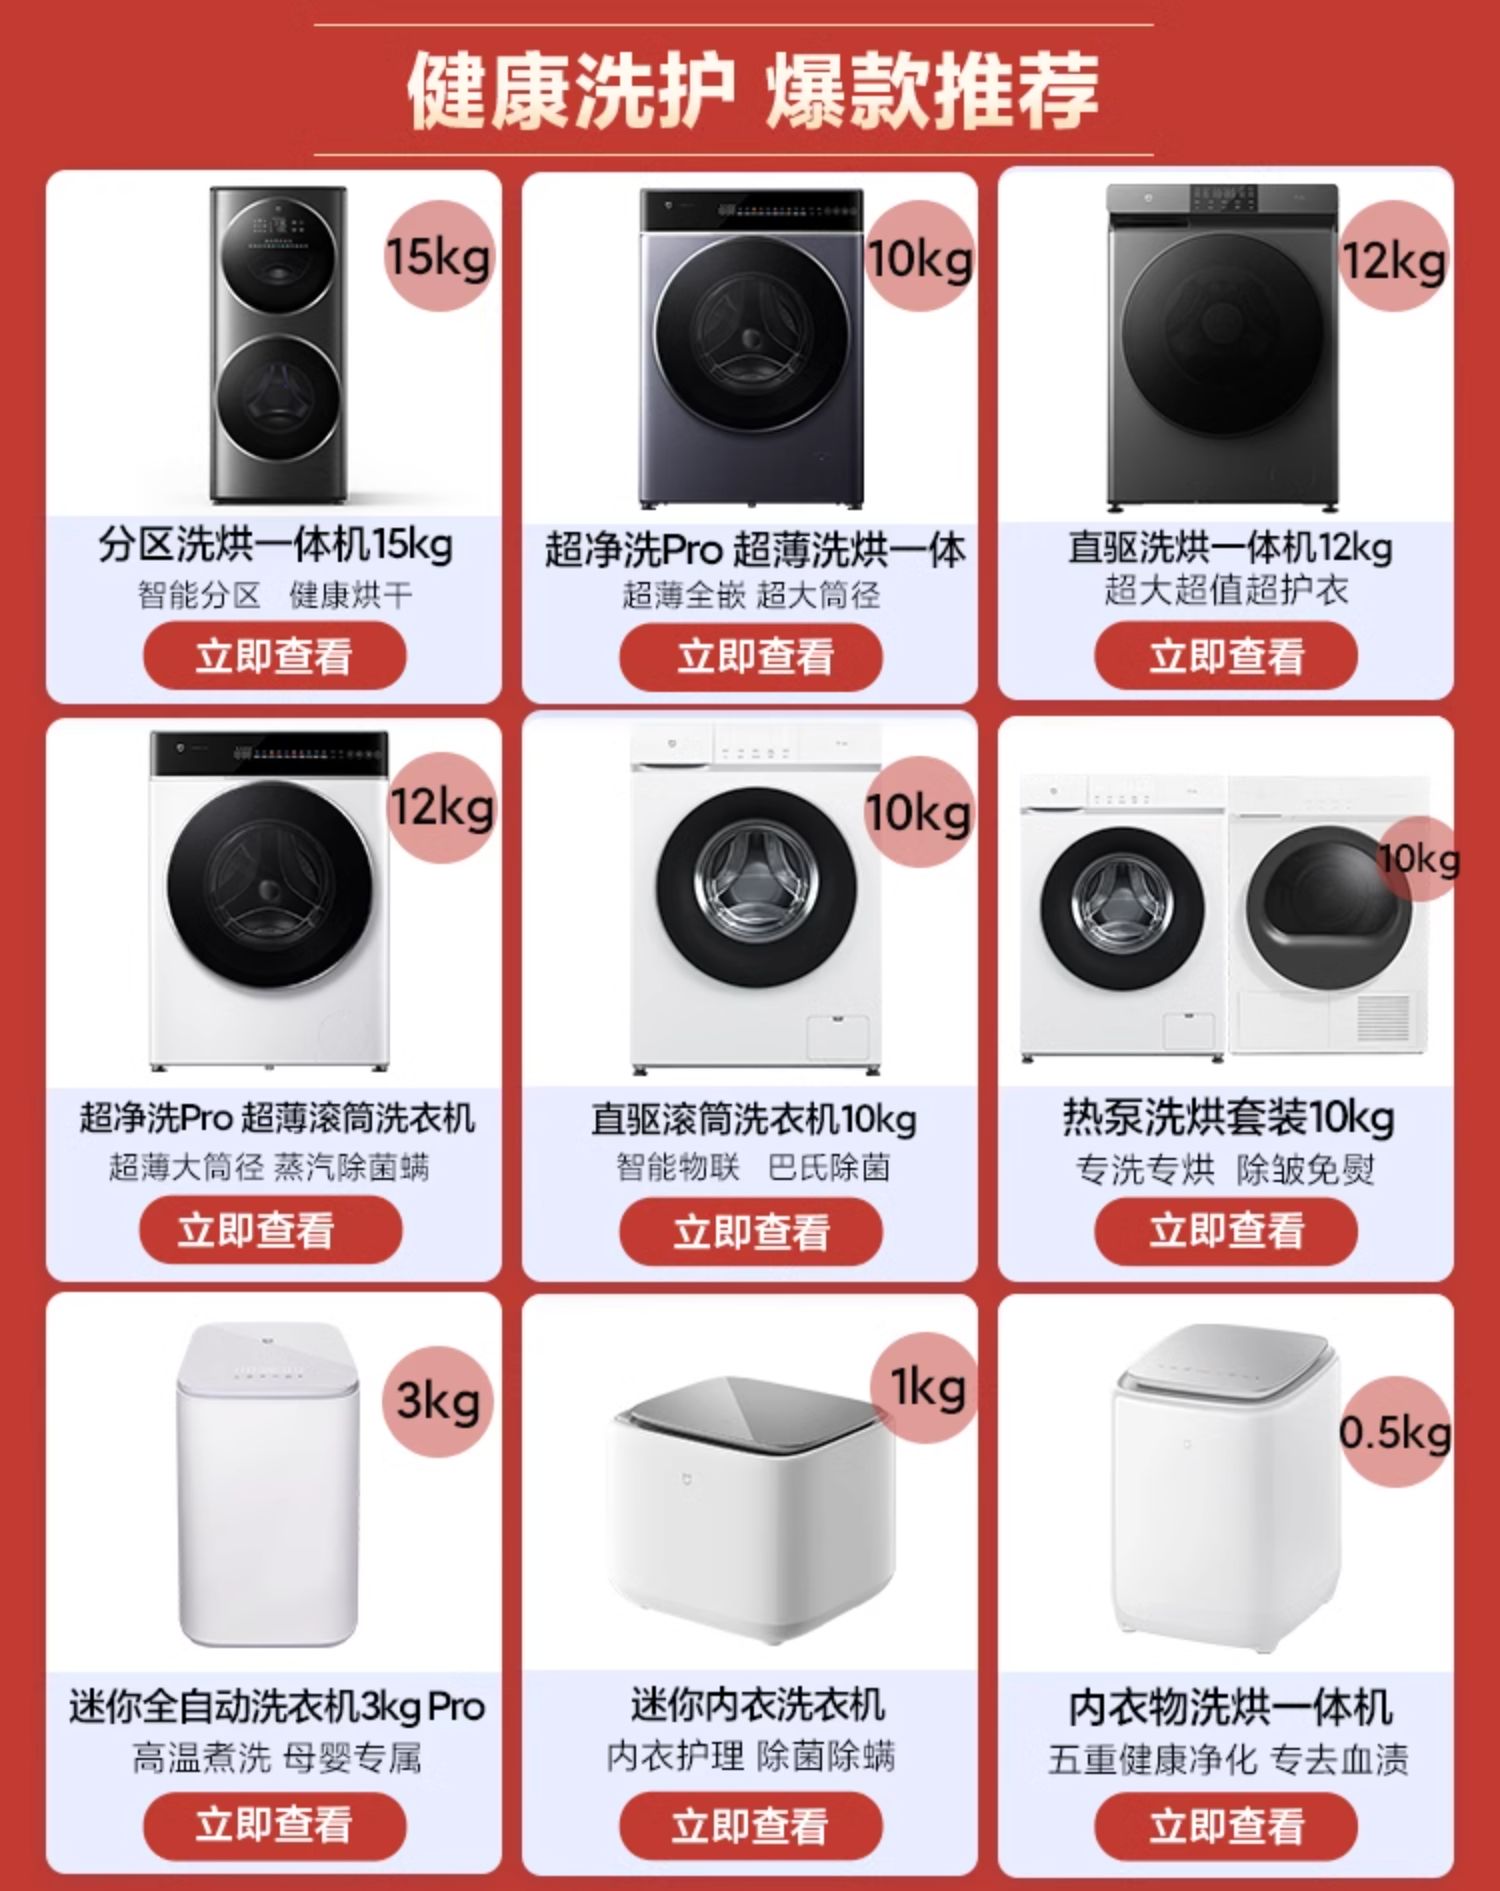 健康洗护 爆款推荐
15kg
10kg
12kg
分区洗烘一体机15kg
超净洗Pro 超薄洗烘一体
直驱洗烘一体机12kg
智能分区 健康烘干
超薄全嵌 超大筒径
超大超值超护衣
立即查看
立即查看
立即查看
12kg
10kg
10kg
超净洗Pro 超薄滚筒洗衣机
直驱滚筒洗衣机10kg
热泵洗烘套装10kg
超薄大筒径 蒸汽除菌螨
智能物联 巴氏除菌
专洗专烘 除皱免熨
立即查看
立即查看
立即查看
3kg
1kg
0.5kg
迷你全自动洗衣机3kg Pro
迷你内衣洗衣机
内衣物洗烘一体机
高温煮洗 母婴专属
内衣护理 除菌除螨
五重健康净化 专去血渍
立即查看
立即查看
立即查看